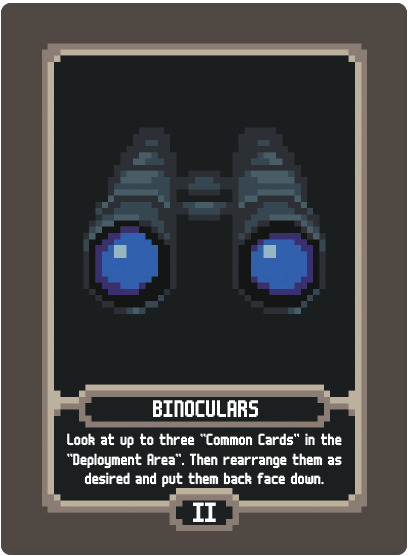 BINOCULARS
Look at up to three "Common Cards" in the
"Deployment Area". Then rearrange them as
desired and put them back face down.
II